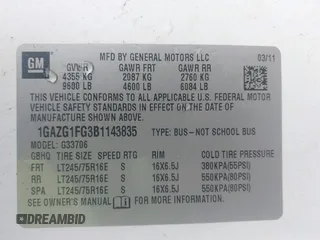 GM
MFD BY GENERAL MOTORS LLC
03/11
GVWR GAWR FRT GAWR RR
4355 KG 2087 KG 2760 KG
9600 LB 4600 LB 6084 LB
THIS VEHICLE CONFORMS TO ALL APPLICABLE U.S. FEDERAL MOTOR
VEHICLE SAFETY STANDARDS IN EFFECT ON THE DATE OF
MANUFACTURE SHOWN ABOVE.
1GAZG1FG3B1143835 TYPE: BUS-NOT SCHOOL BUS
MODEL: G33706
GBHQ TIRE SIZE SPEED RTG RIM COLD TIRE PRESSURE
FRT LT245/75R16E S 16X6.5J 380KPA(55PSI)
RR LT245/75R16E S 16X6.5J 550KPA(80PSI)
SPA LT245/75R16E S 16X6.5J 550KPA(80PSI)
SEE OWNER'S MANUAL FOR MORE INFORMATION.
DREAMBID